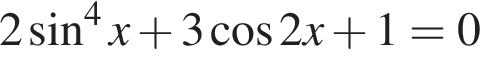 2 sin⁴ x + 3 cos 2x + 1 = 0